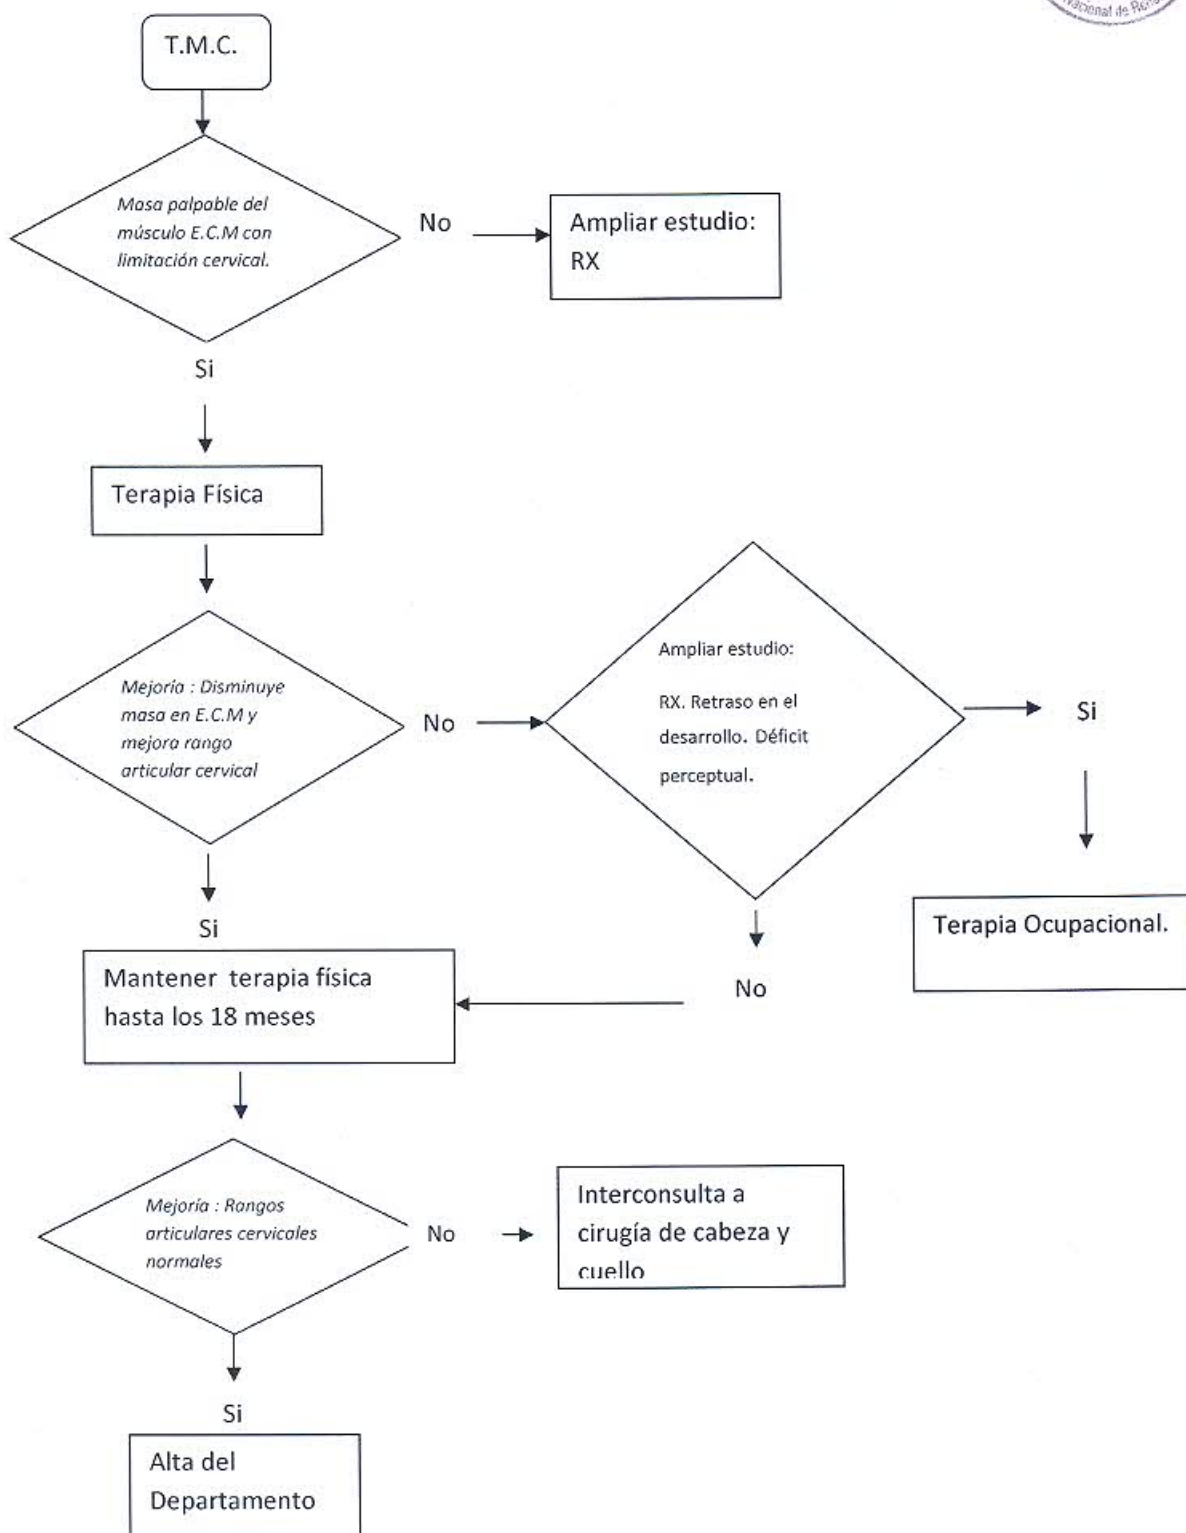 Nacional de
T.M.C.
Masa palpable del
músculo E.C.M con
limitación cervical.
No
Ampliar estudio:
RX
Si
Terapia Física
Mejoría : Disminuye
masa en E.C.M y
mejora rango
articular cervical
No
Ampliar estudio:
RX. Retraso en el
desarrollo. Déficit
perceptual.
Si
Si
Terapia Ocupacional.
Mantener terapia física
hasta los 18 meses
No
Mejoría : Rangos
articulares cervicales
normales
No
Interconsulta a
cirugía de cabeza y
cuello
Si
Alta del
Departamento